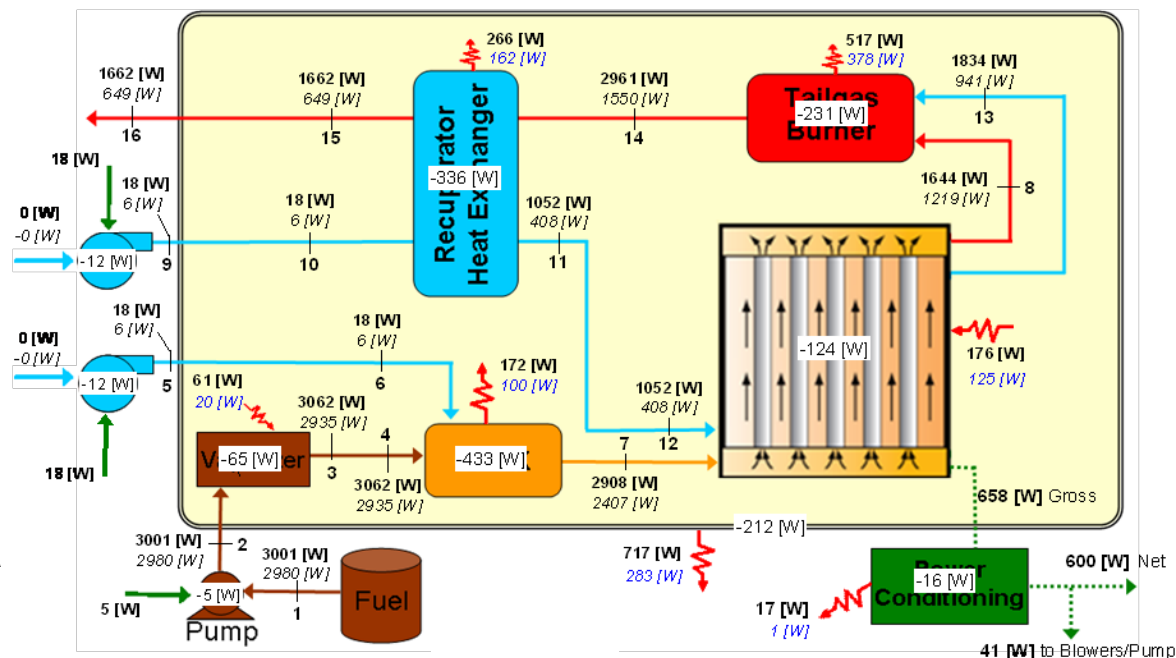 266 [W]
162 [W]
517 [W]
378 [W]
1662 [W]
649 [W]
16
1662 [W]
649 [W]
15
2961 [W]
1550 [W]
14
Tailgas
Burner
-231 [W]
1834 [W]
941 [W]
13
Recuperator
Heat Exchanger
-336 [W]
18 [W]
18 [W]
6 [W]
9
0 [W]
-0 [W]
-12 [W]
18 [W]
6 [W]
10
1052 [W]
408 [W]
11
1644 [W]
1219 [W]
8
18 [W]
6 [W]
5
0 [W]
-0 [W]
-12 [W]
18 [W]
18 [W]
6 [W]
6
172 [W]
100 [W]
-124 [W]
176 [W]
125 [W]
61 [W]
20 [W]
3062 [W]
2935 [W]
3
4
3062 [W]
2935 [W]
-65 [W]
-433 [W]
1052 [W]
408 [W]
7
12
2908 [W]
2407 [W]
658 [W] Gross
-212 [W]
717 [W]
283 [W]
3001 [W]
2980 [W]
2
3001 [W]
2980 [W]
1
5 [W]
-5 [W]
Pump
Fuel
-16 [W]
Conditioning
17 [W]
1 [W]
600 [W] Net
41 [W] to Blowers/Pump